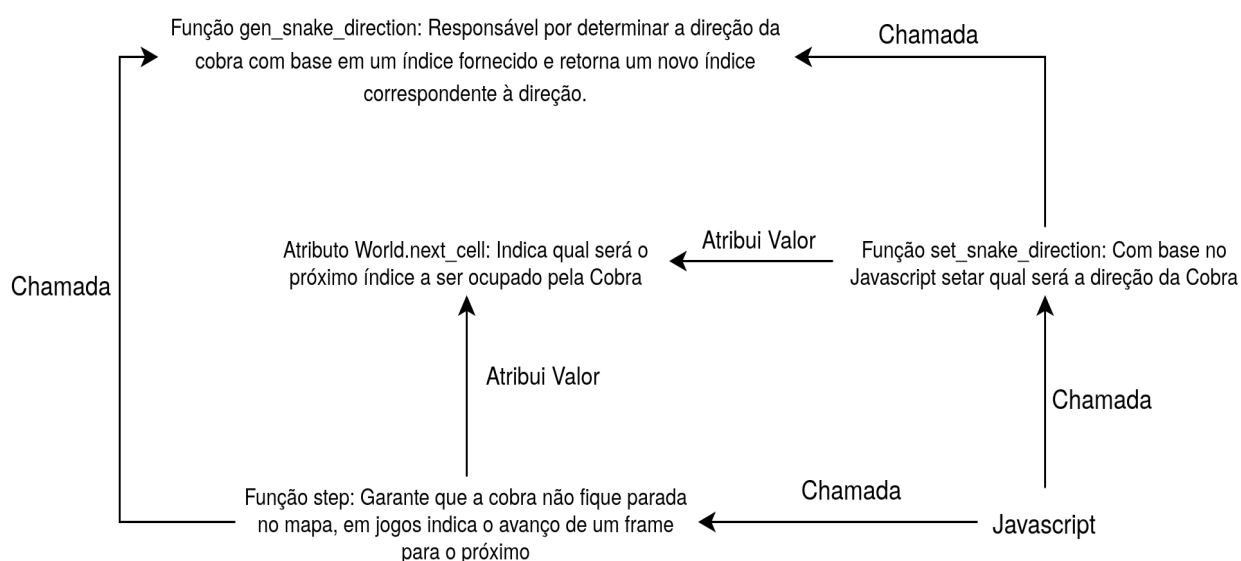 Função gen_snake_direction: Responsável por determinar a direção da
cobra com base em um índice fornecido e retorna um novo índice
correspondente à direção.
Chamada
Atributo World.next_cell: Indica qual será o
próximo índice a ser ocupado pela Cobra
Atribui Valor
Função set_snake_direction: Com base no
Javascript setar qual será a direção da Cobra
Chamada
Atribui Valor
Chamada
Função step: Garante que a cobra não fique parada
no mapa, em jogos indica o avanço de um frame
para o próximo
Chamada
Javascript